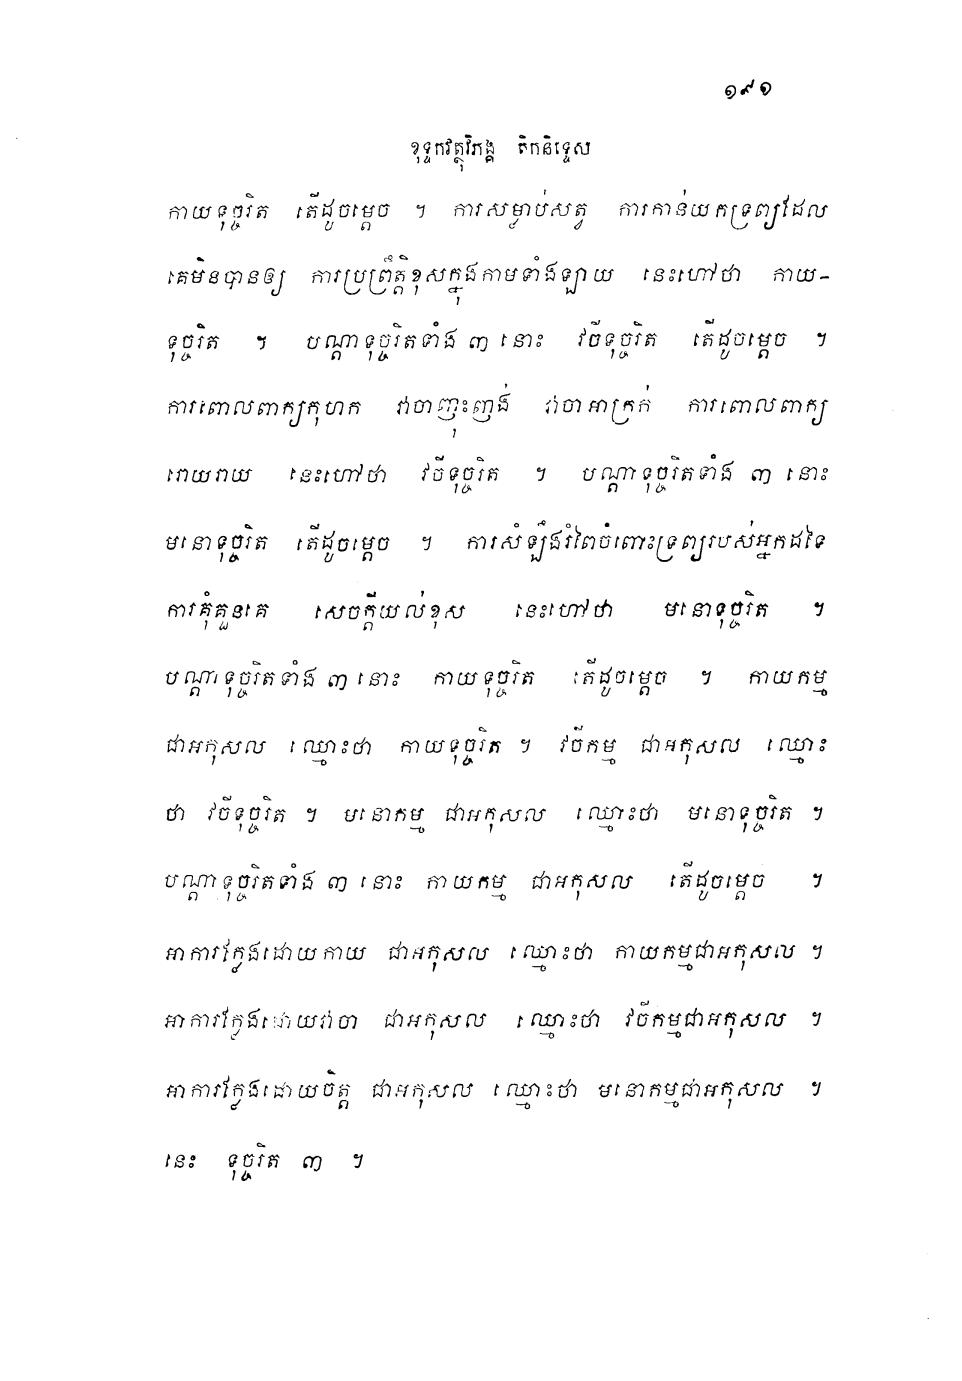 ១៩១
ខុទ្ទកវត្ថុវិភង្គ តិកនិទ្ទេស
កាយទុច្ចរិត តើដូចម្តេច ។ ការសម្លាប់សត្វ ការកាន់យកទ្រព្យដែល
គេមិនបានឲ្យ ការប្រព្រឹត្តិខុសក្នុងកាមទាំងឡាយ នេះហៅថា កាយ-
ទុច្ចរិត ។ បណ្តាទុច្ចរិតទាំង ៣ នោះ វចីទុច្ចរិត តើដូចម្តេច ។
ការពោលពាក្យកុហក វាចាញុះញង់ វាចាអាក្រក់ ការពោលពាក្យ
រោយរាយ នេះហៅថា វចីទុច្ចរិត ។ បណ្តាទុច្ចរិតទាំង ៣ នោះ
មនោទុច្ចរិត តើដូចម្តេច ។ ការសំឡឹងរំពៃចំពោះទ្រព្យរបស់អ្នកដទៃ
ការគុំគួនគេ សេចក្តីយល់ខុស នេះហៅថា មនោទុច្ចរិត ។
បណ្តាទុច្ចរិតទាំង ៣ នោះ កាយទុច្ចរិត តើដូចម្តេច ។ កាយកម្ម
ជាអកុសល ឈ្មោះថា កាយទុច្ចរិត ។ វចីកម្ម ជាអកុសល ឈ្មោះ
ថា វចីទុច្ចរិត ។ មនោកម្ម ជាអកុសល ឈ្មោះថា មនោទុច្ចរិត ។
បណ្តាទុច្ចរិតទាំង ៣ នោះ កាយកម្ម ជាអកុសល តើដូចម្តេច ។
អាការក្លែងដោយកាយ ជាអកុសល ឈ្មោះថា កាយកម្មជាអកុសល ។
អាការក្លែងដោយវាចា ជាអកុសល ឈ្មោះថា វចីកម្មជាអកុសល ។
អាការក្លែងដោយចិត្ត ជាអកុសល ឈ្មោះថា មនោកម្មជាអកុសល ។
នេះ ទុច្ចរិត ៣ ។